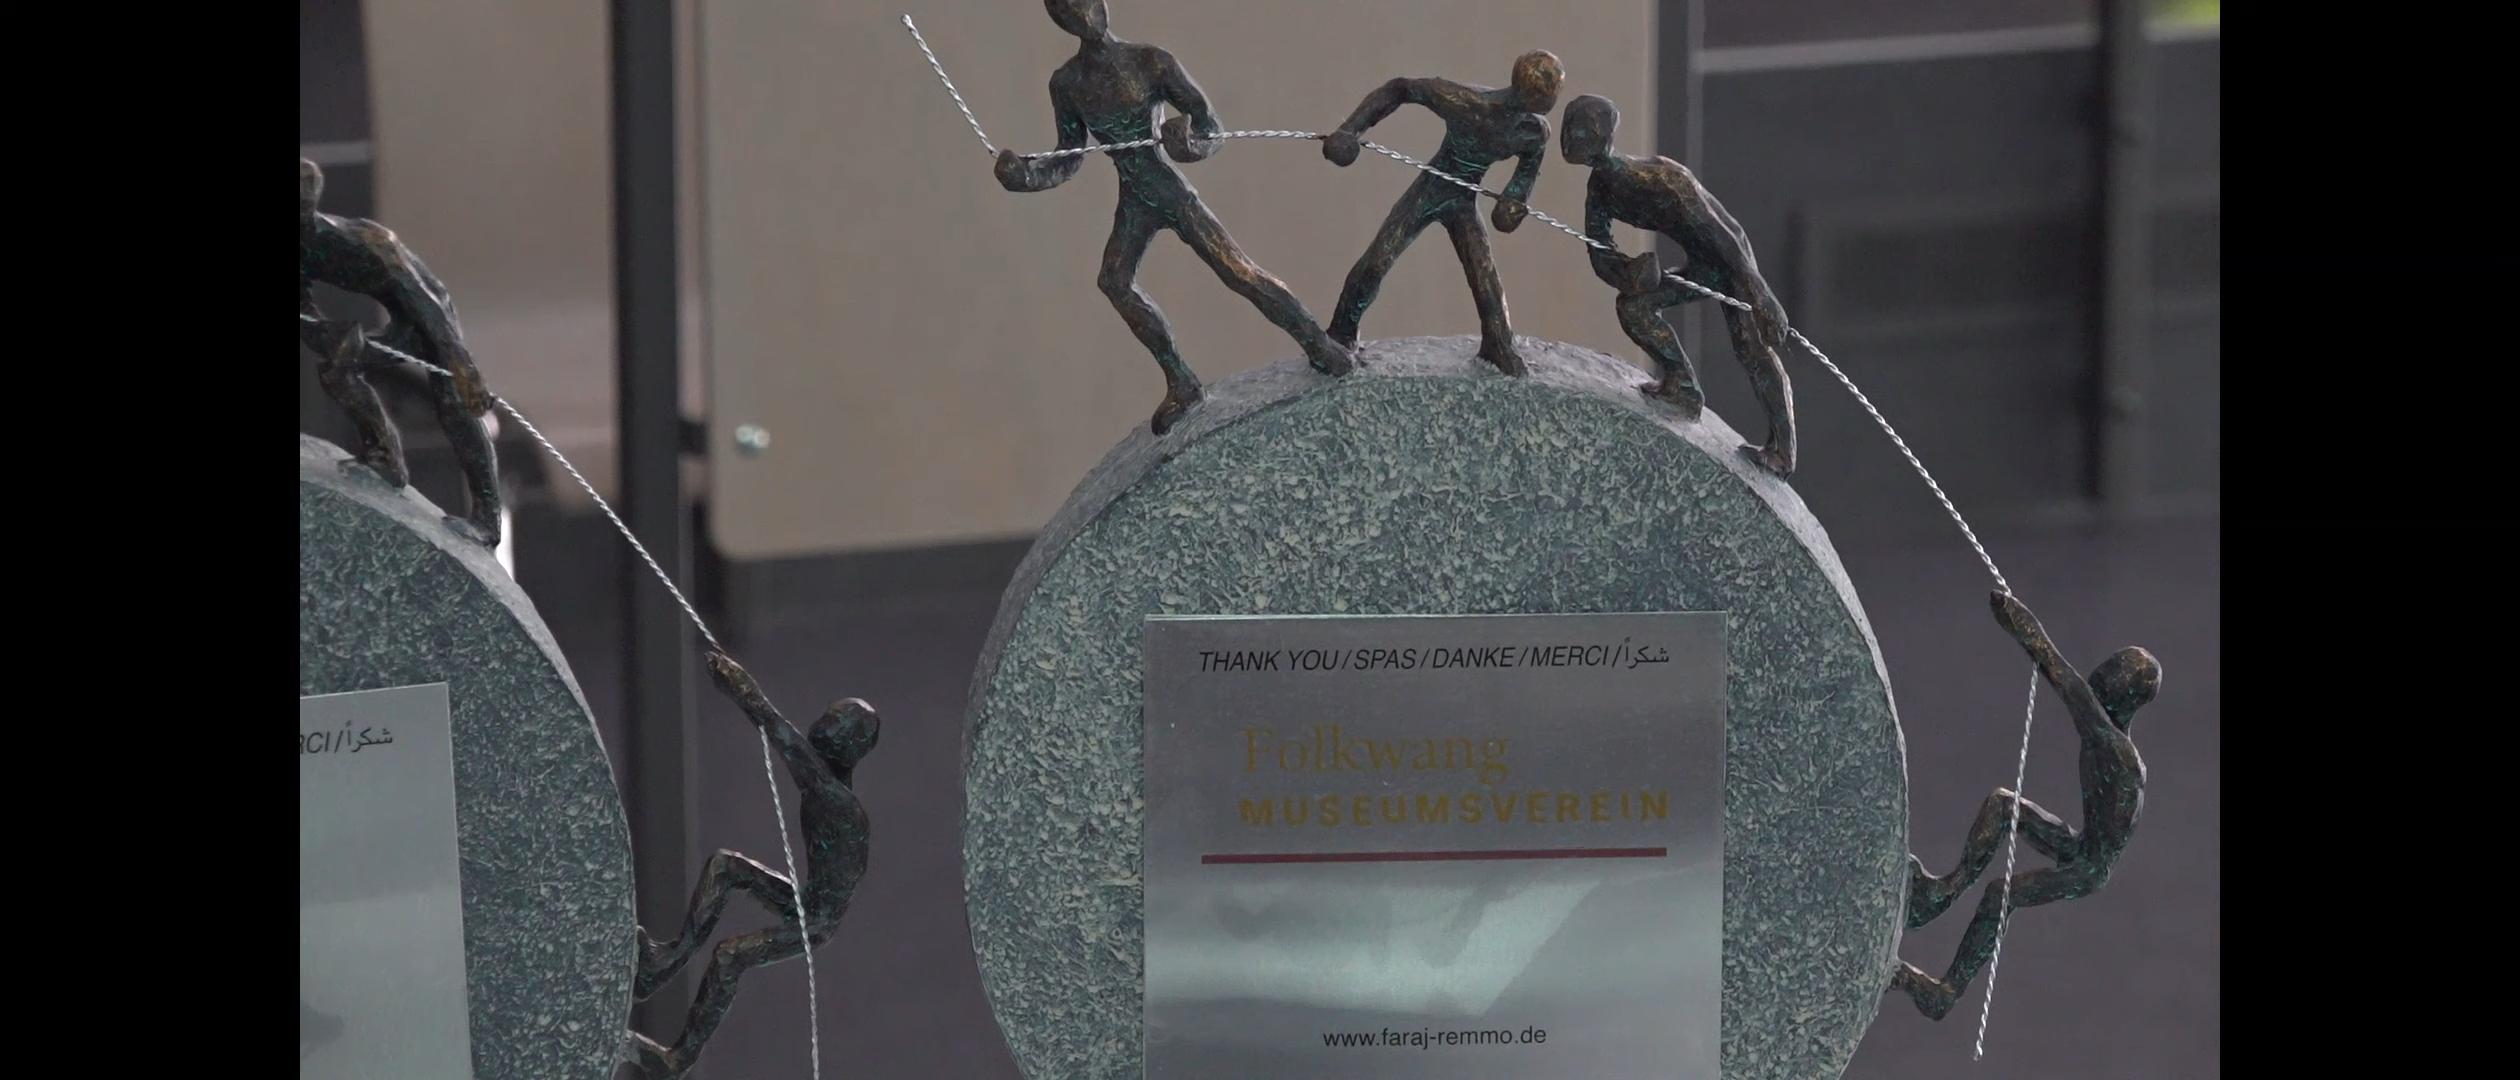 THANK YOU / SPAS / DANKE / MERCI / شكراً
Folkwang
MUSEUMSVEREIN
www.faraj-remmo.de
RCI / شكراً